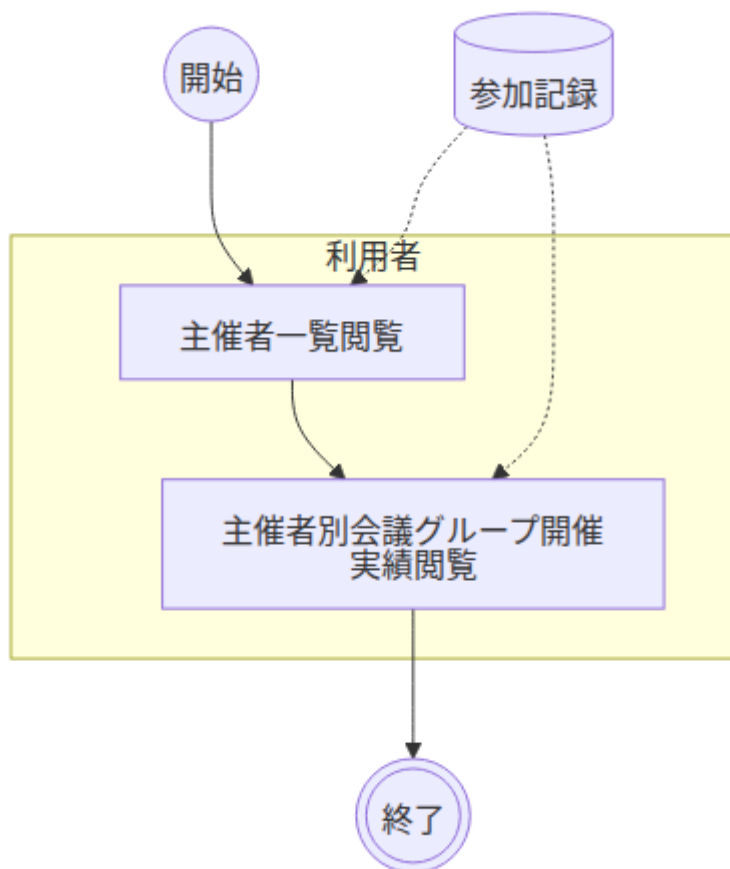 開始
参加記録
利用者
主催者一覧閲覧
主催者別会議グループ開催
実績閲覧
終了